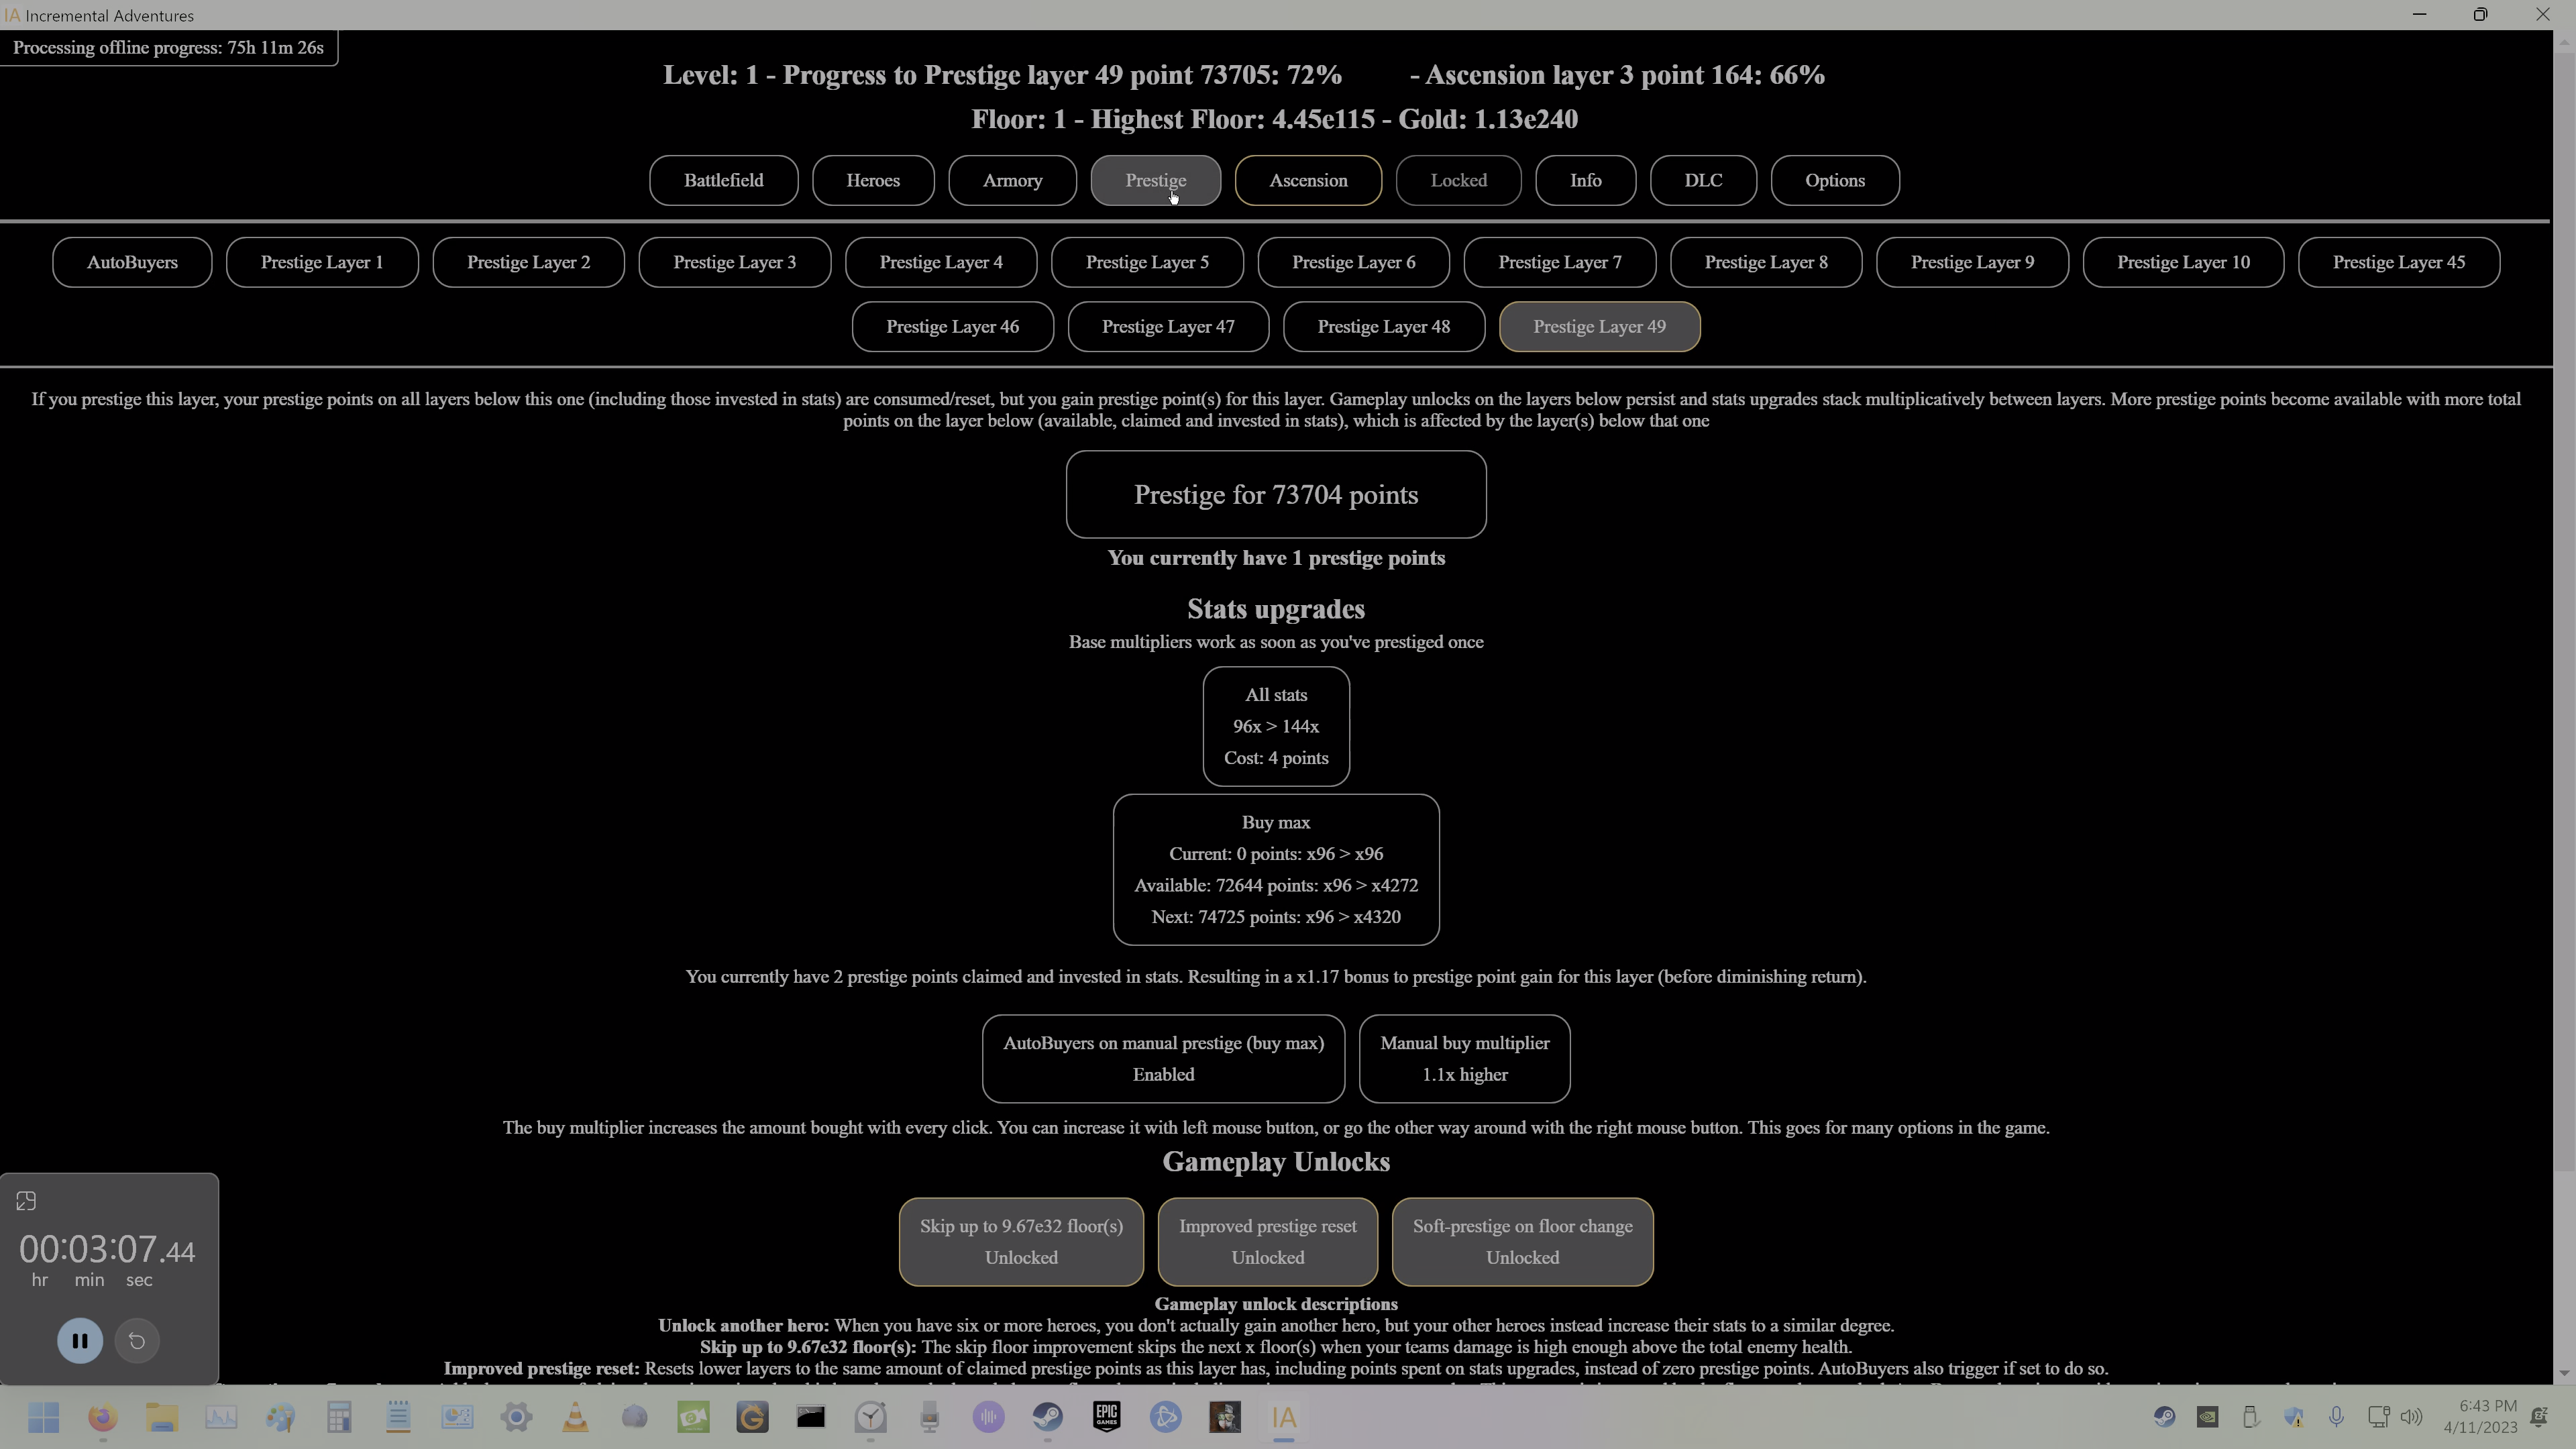 IA Incremental Adventures
Processing offline progress: 75h 11m 26s
Level: 1 - Progress to Prestige layer 49 point 73705: 72% - Ascension layer 3 point 164: 66%
Floor: 1 - Highest Floor: 4.45e115 - Gold: 1.13e240
Battlefield Heroes Armory Prestige Ascension Locked Info DLC Options
AutoBuyers Prestige Layer 1 Prestige Layer 2 Prestige Layer 3 Prestige Layer 4 Prestige Layer 5 Prestige Layer 6 Prestige Layer 7 Prestige Layer 8 Prestige Layer 9 Prestige Layer 10 Prestige Layer 45
Prestige Layer 46 Prestige Layer 47 Prestige Layer 48 Prestige Layer 49
If you prestige this layer, your prestige points on all layers below this one (including those invested in stats) are consumed/reset, but you gain prestige point(s) for this layer. Gameplay unlocks on the layers below persist and stats upgrades stack multiplicatively between layers. More prestige points become available with more total
points on the layer below (available, claimed and invested in stats), which is affected by the layer(s) below that one
Prestige for 73704 points
You currently have 1 prestige points
Stats upgrades
Base multipliers work as soon as you've prestiged once
All stats
96x > 144x
Cost: 4 points
Buy max
Current: 0 points: x96 > x96
Available: 72644 points: x96 > x4272
Next: 74725 points: x96 > x4320
You currently have 2 prestige points claimed and invested in stats. Resulting in a x1.17 bonus to prestige point gain for this layer (before diminishing return).
AutoBuyers on manual prestige (buy max) Manual buy multiplier
Enabled 1.1x higher
The buy multiplier increases the amount bought with every click. You can increase it with left mouse button, or go the other way around with the right mouse button. This goes for many options in the game.
Gameplay Unlocks
Skip up to 9.67e32 floor(s) Improved prestige reset Soft-prestige on floor change
Unlocked Unlocked Unlocked
Gameplay unlock descriptions
Unlock another hero: When you have six or more heroes, you don't actually gain another hero, but your other heroes instead increase their stats to a similar degree.
Skip up to 9.67e32 floor(s): The skip floor improvement skips the next x floor(s) when your teams damage is high enough above the total enemy health.
Improved prestige reset: Resets lower layers to the same amount of claimed prestige points as this layer has, including points spent on stats upgrades, instead of zero prestige points. AutoBuyers also trigger if set to do so.
00:03:07.44
hr min sec
EPIC
GAMES
IA
6:43 PM
4/11/2023